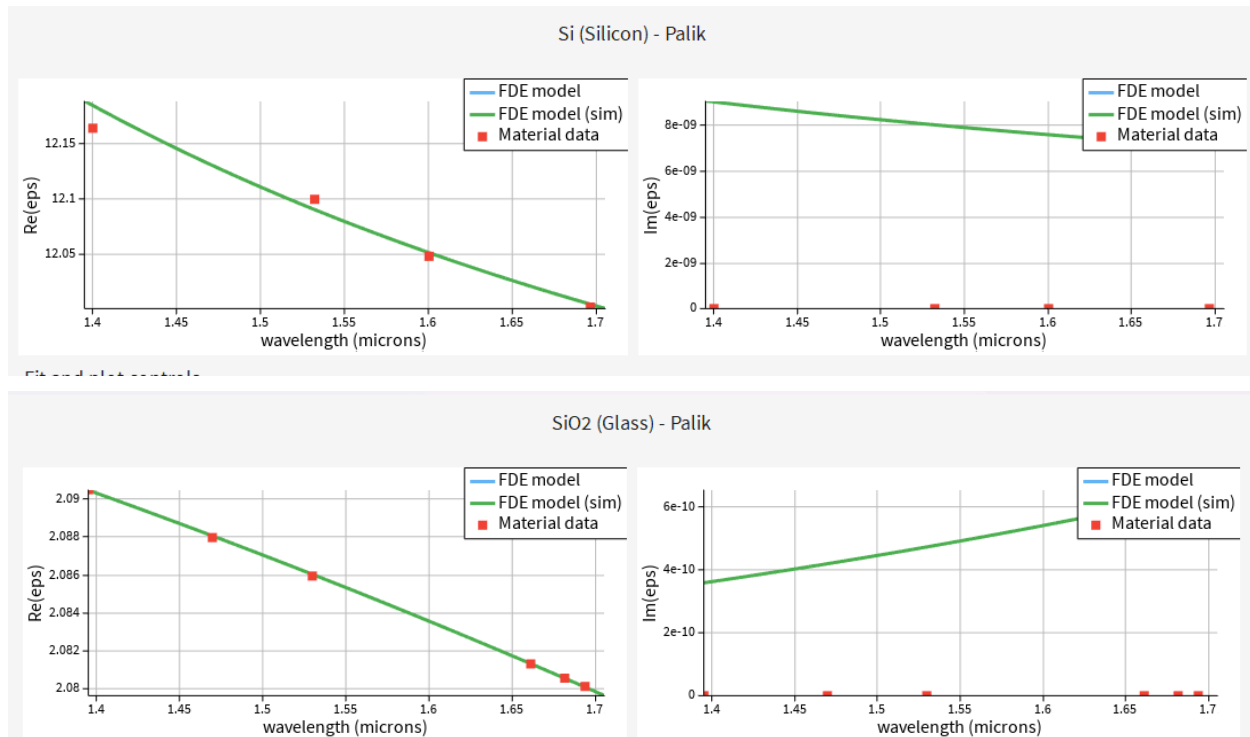 Si (Silicon) - Palik
FDE model
FDE model (sim)
Material data
Re(eps)
12.15
12.1
12.05
1.4 1.45 1.5 1.55 1.6 1.65 1.7
wavelength (microns)
FDE model
FDE model (sim)
Material data
Im(eps)
8e-09
6e-09
4e-09
2e-09
0
1.4 1.45 1.5 1.55 1.6 1.65 1.7
wavelength (microns)
Fit and plot controls
SiO2 (Glass) - Palik
FDE model
FDE model (sim)
Material data
Re(eps)
2.09
2.088
2.086
2.084
2.082
2.08
1.4 1.45 1.5 1.55 1.6 1.65 1.7
wavelength (microns)
FDE model
FDE model (sim)
Material data
Im(eps)
6e-10
4e-10
2e-10
0
1.4 1.45 1.5 1.55 1.6 1.65 1.7
wavelength (microns)